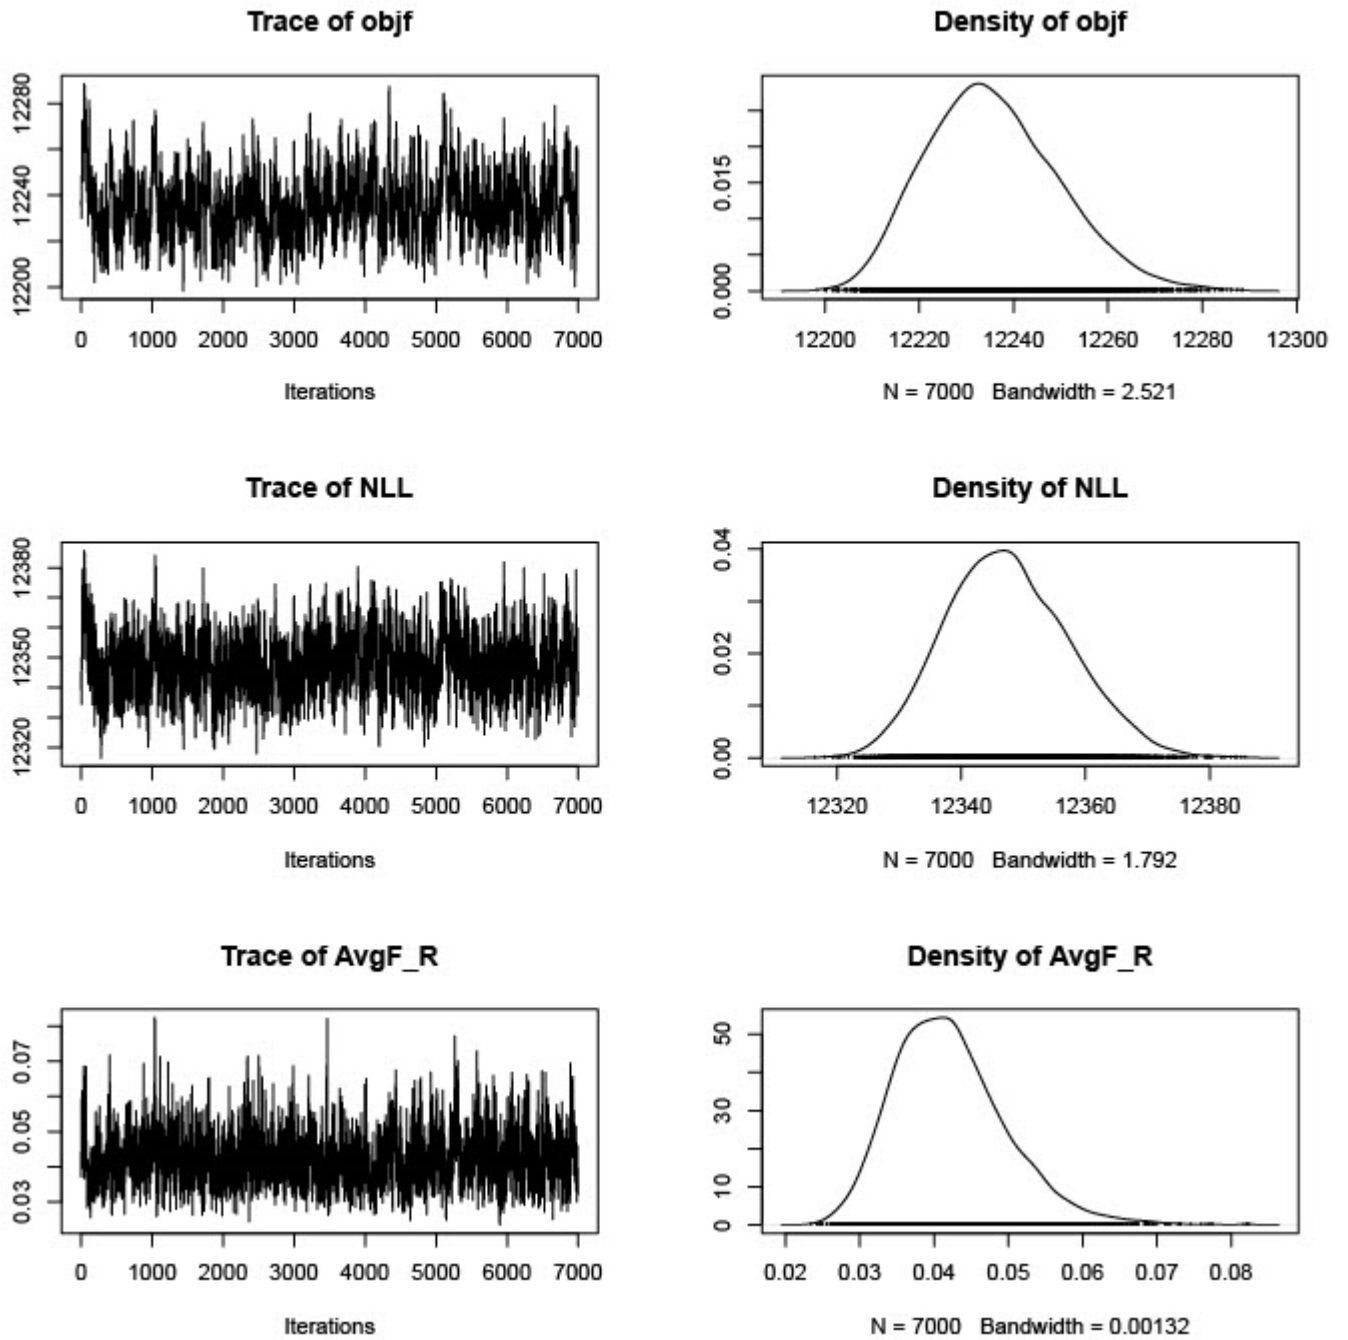 Trace of objf
12200 12240 12280
0 1000 2000 3000 4000 5000 6000 7000
Iterations
Density of objf
0.000 0.015
12200 12220 12240 12260 12280 12300
N = 7000 Bandwidth = 2.521
Trace of NLL
12320 12350 12380
0 1000 2000 3000 4000 5000 6000 7000
Iterations
Density of NLL
0.00 0.02 0.04
12320 12340 12360 12380
N = 7000 Bandwidth = 1.792
Trace of AvgF_R
0.03 0.05 0.07
0 1000 2000 3000 4000 5000 6000 7000
Iterations
Density of AvgF_R
0 10 30 50
0.02 0.03 0.04 0.05 0.06 0.07 0.08
N = 7000 Bandwidth = 0.00132